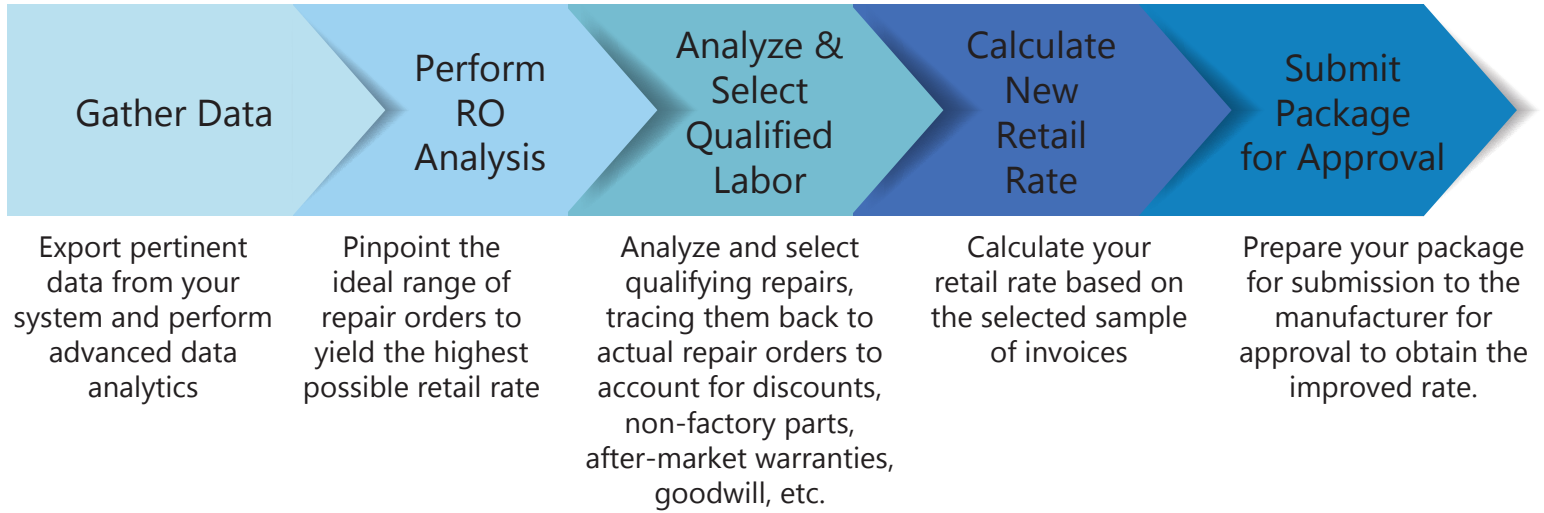 Gather Data
Perform
RO
Analysis
Analyze &
Select
Qualified
Labor
Calculate
New
Retail
Rate
Submit
Package
for Approval
Export pertinent
data from your
system and perform
advanced data
analytics
Pinpoint the
ideal range of
repair orders to
yield the highest
possible retail rate
Analyze and select
qualifying repairs,
tracing them back to
actual repair orders to
account for discounts,
non-factory parts,
after-market warranties,
goodwill, etc.
Calculate your
retail rate based on
the selected sample
of invoices
Prepare your package
for submission to the
manufacturer for
approval to obtain the
improved rate.